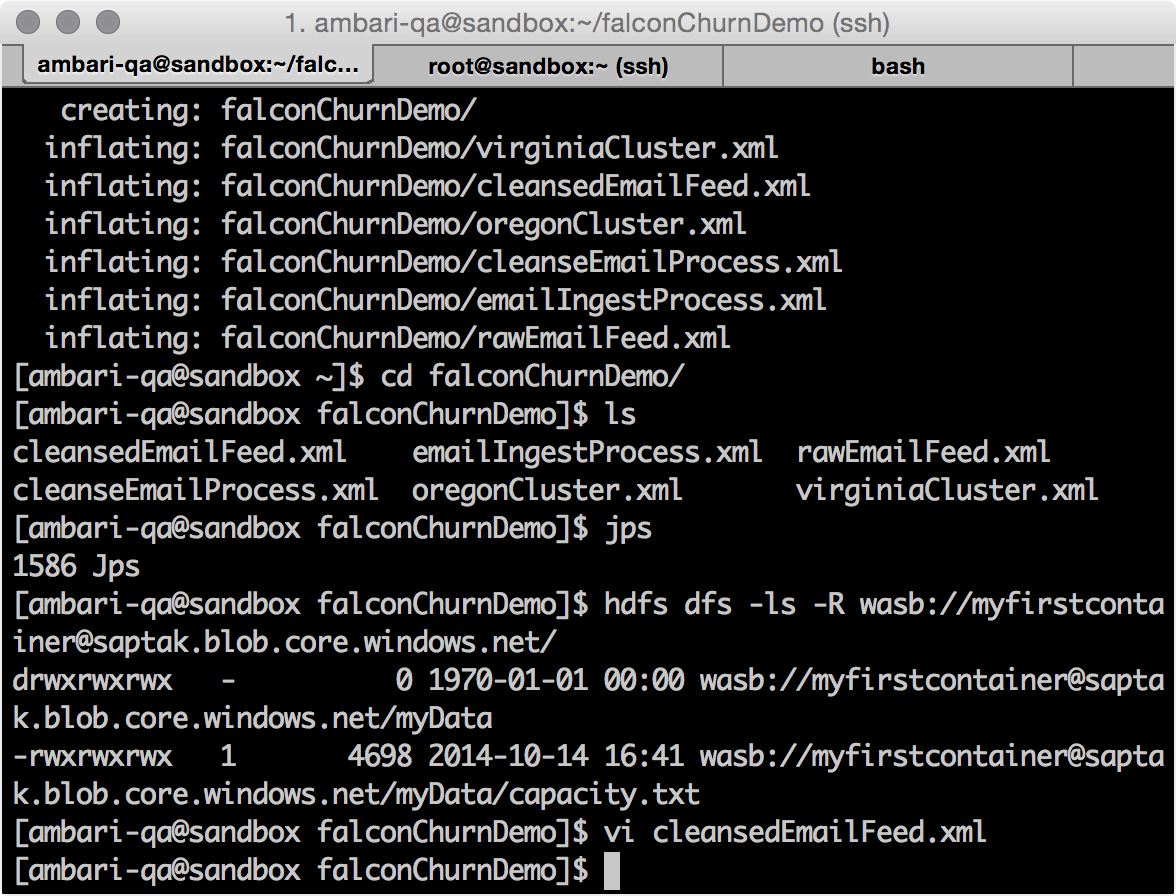 1. ambari-qa@sandbox:~/falconChurnDemo (ssh)
ambari-qa@sandbox:~/falc... root@sandbox:~ (ssh) bash
   creating: falconChurnDemo/
  inflating: falconChurnDemo/virginiaCluster.xml
  inflating: falconChurnDemo/cleansedEmailFeed.xml
  inflating: falconChurnDemo/oregonCluster.xml
  inflating: falconChurnDemo/cleanseEmailProcess.xml
  inflating: falconChurnDemo/emailIngestProcess.xml
  inflating: falconChurnDemo/rawEmailFeed.xml
[ambari-qa@sandbox ~]$ cd falconChurnDemo/
[ambari-qa@sandbox falconChurnDemo]$ ls
cleansedEmailFeed.xml    emailIngestProcess.xml  rawEmailFeed.xml
cleanseEmailProcess.xml  oregonCluster.xml       virginiaCluster.xml
[ambari-qa@sandbox falconChurnDemo]$ jps
1586 Jps
[ambari-qa@sandbox falconChurnDemo]$ hdfs dfs -ls -R wasb://myfirstconta
iner@saptak.blob.core.windows.net/
drwxrwxrwx   -          0 1970-01-01 00:00 wasb://myfirstcontainer@sapta
k.blob.core.windows.net/myData
-rwxrwxrwx   1       4698 2014-10-14 16:41 wasb://myfirstcontainer@sapta
k.blob.core.windows.net/myData/capacity.txt
[ambari-qa@sandbox falconChurnDemo]$ vi cleansedEmailFeed.xml
[ambari-qa@sandbox falconChurnDemo]$